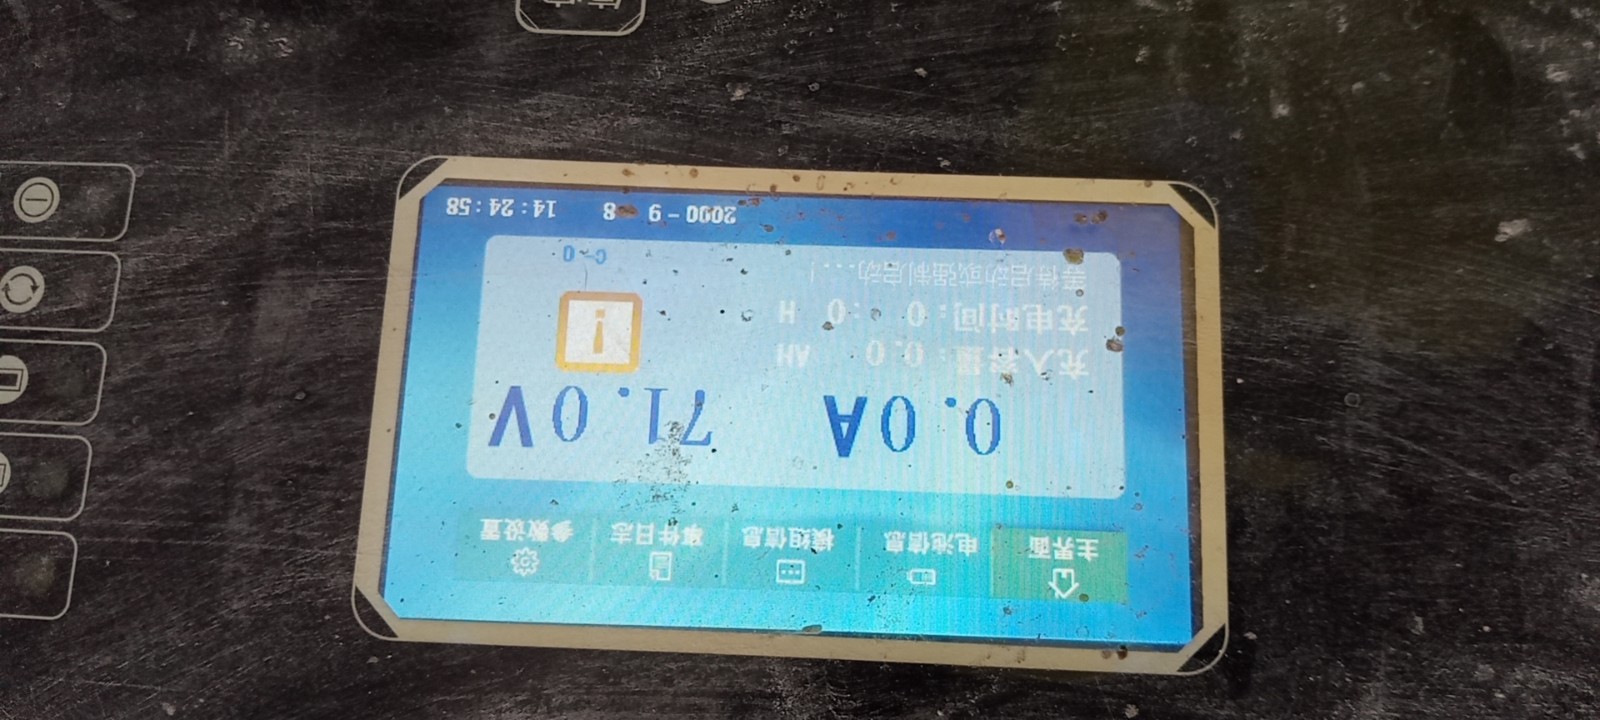 主界面 电池信息 模组信息 事件日志 参数设置
0.0A 71.0V
充入容量: 0.0 AH
充电时间: 0 :0 H
等待启动或强制启动...!
C-0
2000-9 -8 14:24:58